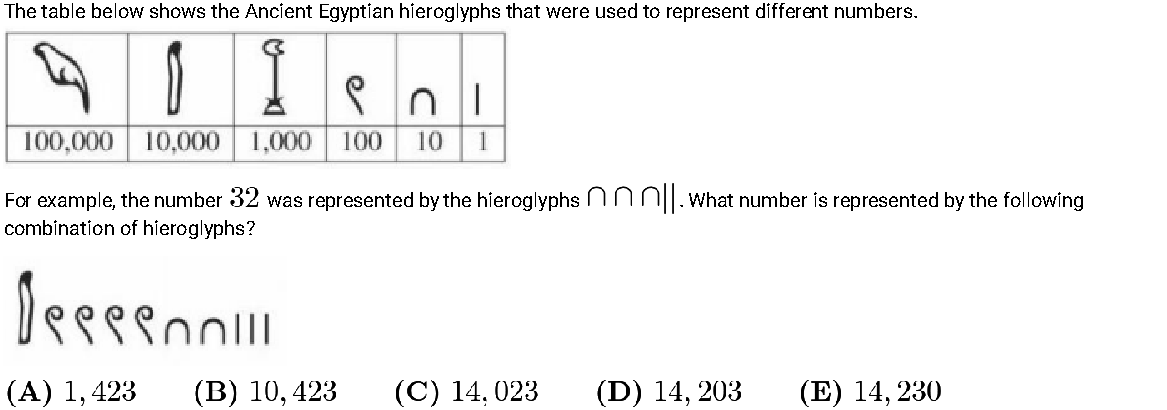 The table below shows the Ancient Egyptian hieroglyphs that were used to represent different numbers.
100,000 10,000 1,000 100 10 1
For example, the number 32 was represented by the hieroglyphs ∩∩∩||. What number is represented by the following
combination of hieroglyphs?
(A) 1, 423 (B) 10, 423 (C) 14, 023 (D) 14, 203 (E) 14, 230